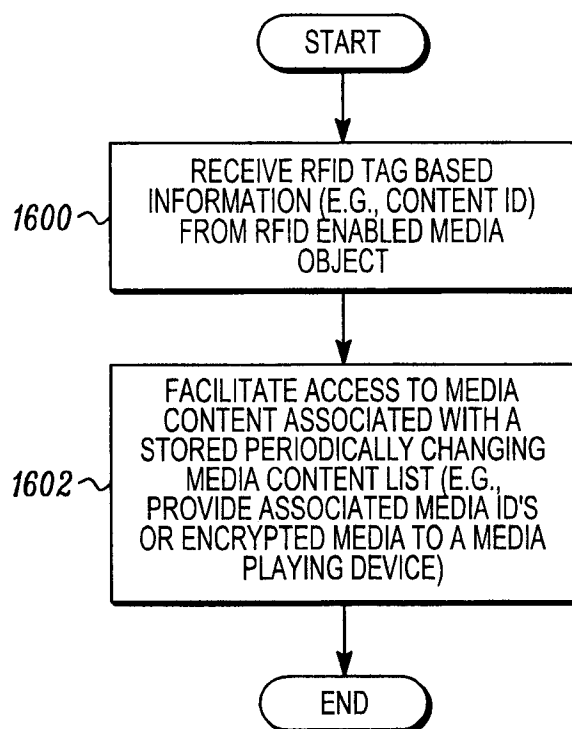 START
RECEIVE RFID TAG BASED
INFORMATION (E.G., CONTENT ID)
FROM RFID ENABLED MEDIA
OBJECT
1600
FACILITATE ACCESS TO MEDIA
CONTENT ASSOCIATED WITH A
STORED PERIODICALLY CHANGING
MEDIA CONTENT LIST (E.G.,
PROVIDE ASSOCIATED MEDIA ID'S
OR ENCRYPTED MEDIA TO A MEDIA
PLAYING DEVICE)
1602
END